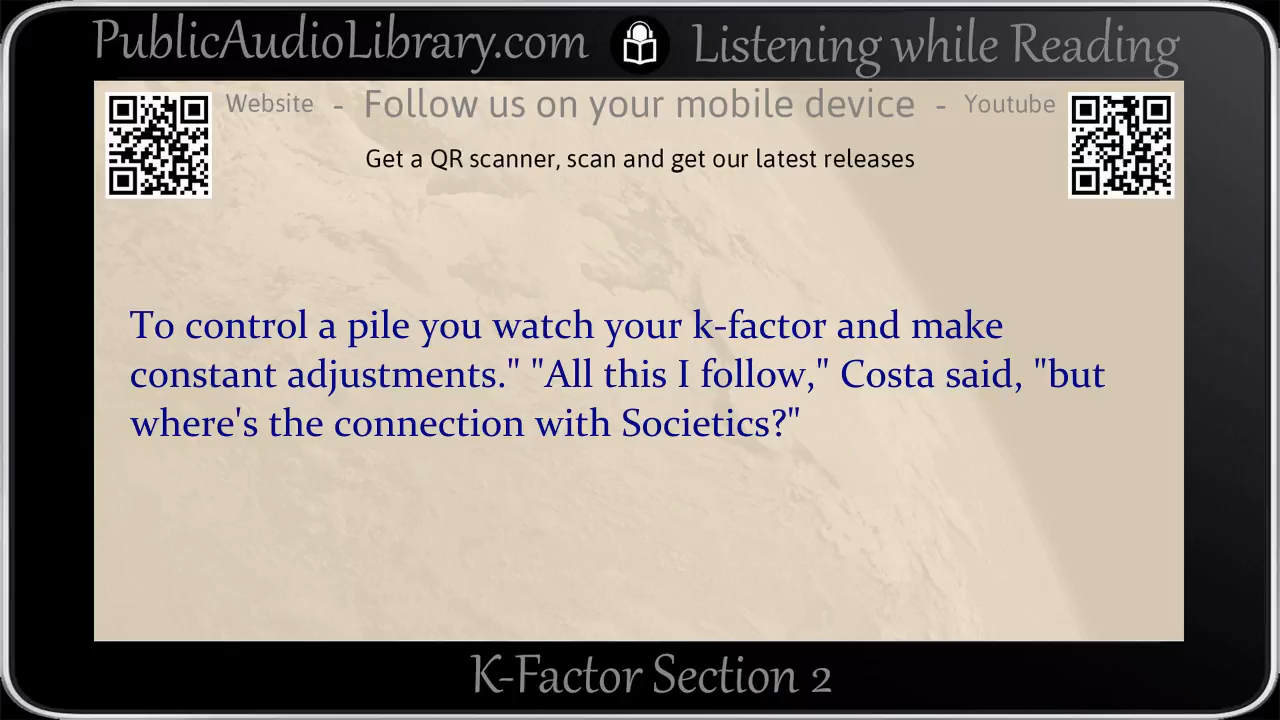 PublicAudioLibrary.com Listening while Reading
Website - Follow us on your mobile device - Youtube
Get a QR scanner, scan and get our latest releases
To control a pile you watch your k-factor and make
constant adjustments." "All this I follow," Costa said, "but
where's the connection with Societics?"
K-Factor Section 2